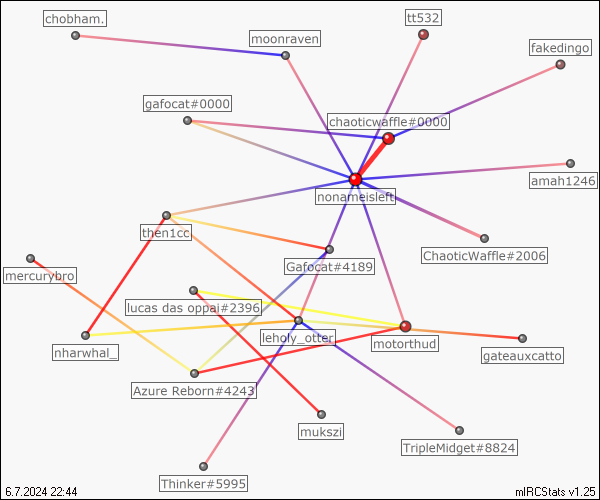 chobham.
tt532
moonraven
fakedingo
gafocat#0000
chaoticwaffle#0000
amah1246
nonameisleft
then1cc
ChaoticWaffle#2006
Gafocat#4189
mercurybro
lucas das oppai#2396
leholy_otter
motorthud
nharwhal_
gateauxcatto
Azure Reborn#4243
mukszi
TripleMidget#8824
Thinker#5995
6.7.2024 22:44
mIRCStats v1.25